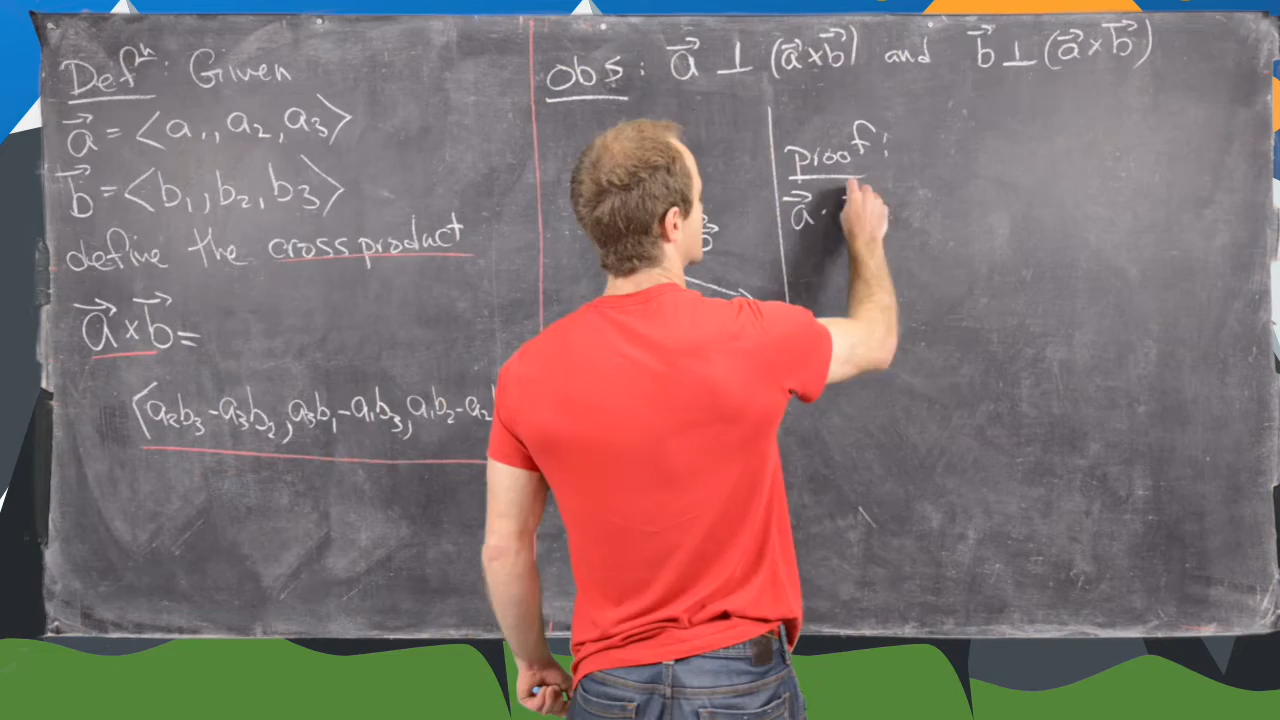 Defⁿ: Given
a⃗ = ⟨a₁, a₂, a₃⟩
b⃗ = ⟨b₁, b₂, b₃⟩
define the cross product
a⃗ × b⃗ =
⟨a₂b₃ - a₃b₂, a₃b₁ - a₁b₃, a₁b₂ - a₂
obs: a⃗ ⊥ (a⃗ × b⃗) and b⃗ ⊥ (a⃗ × b⃗)
proof:
a⃗ ·